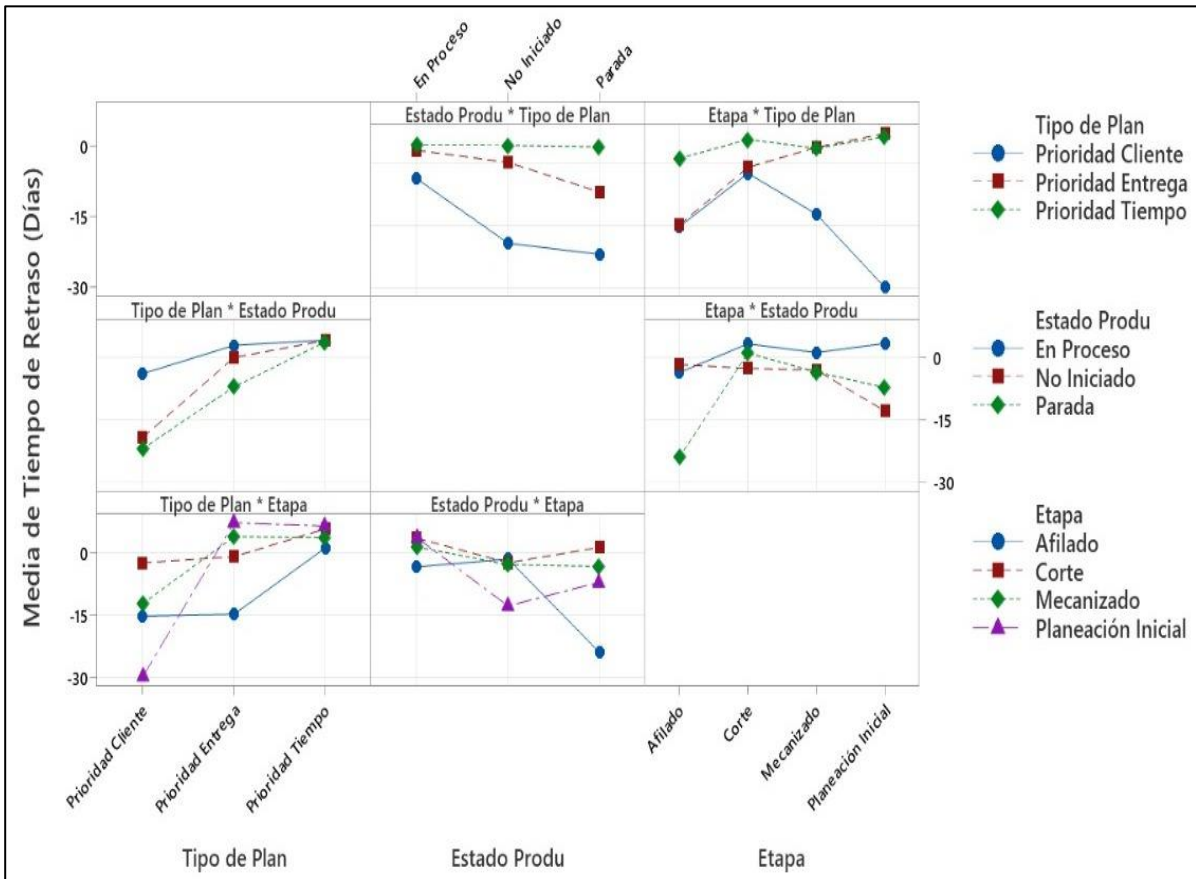 En Proceso
No Iniciado
Parada
Estado Produ * Tipo de Plan
Etapa * Tipo de Plan
0
-15
-30
Tipo de Plan
Prioridad Cliente
Prioridad Entrega
Prioridad Tiempo
Tipo de Plan * Estado Produ
Etapa * Estado Produ
0
-15
-30
Estado Produ
En Proceso
No Iniciado
Parada
Media de Tiempo de Retraso (Días)
Tipo de Plan * Etapa
Estado Produ * Etapa
0
-15
-30
Etapa
Afilado
Corte
Mecanizado
Planeación Inicial
Prioridad Cliente
Prioridad Entrega
Prioridad Tiempo
Afilado
Corte
Mecanizado
Planeación Inicial
Tipo de Plan
Estado Produ
Etapa